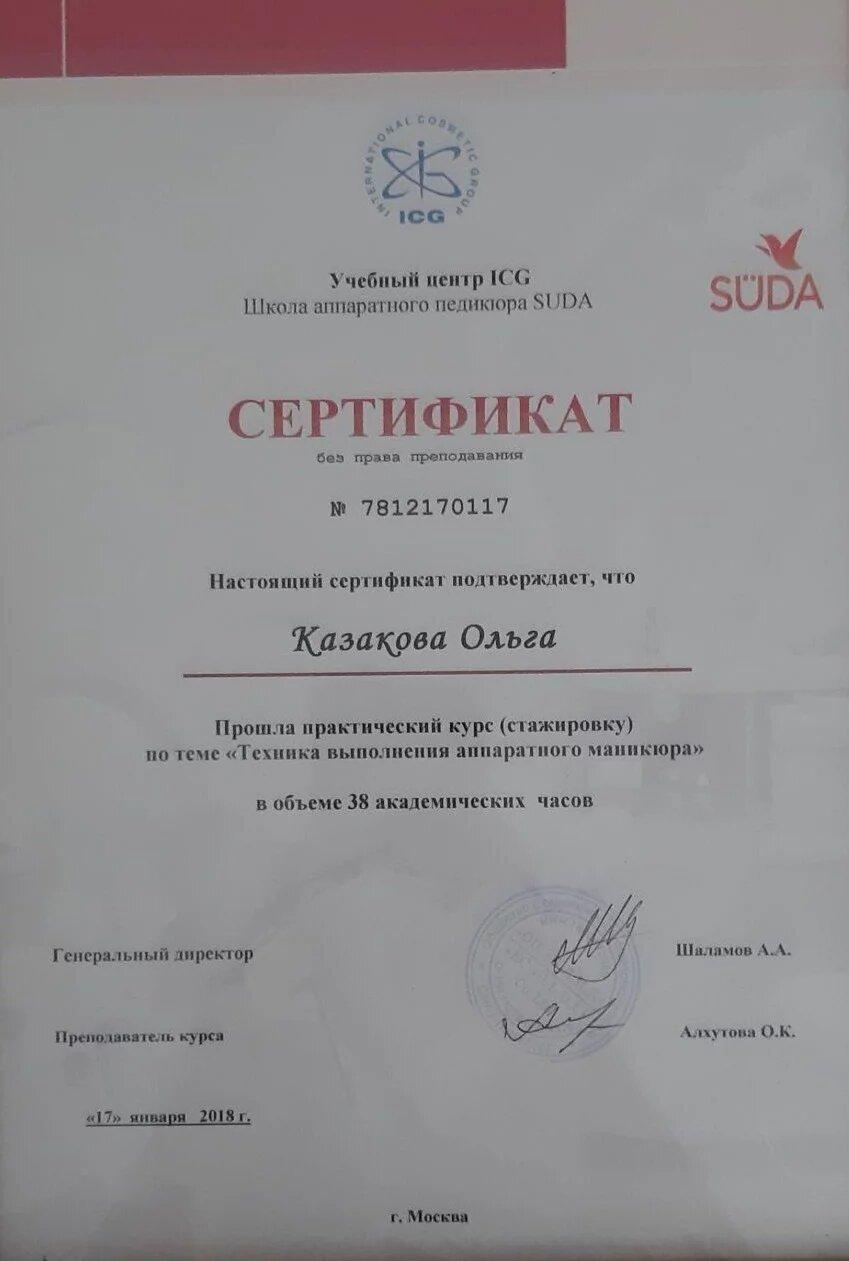 INTERNATIONAL COSMETIC GROUP
ICG
Учебный центр ICG
Школа аппаратного педикюра SUDA
SÜDA
СЕРТИФИКАТ
без права преподавания
№ 7812170117
Настоящий сертификат подтверждает, что
Казакова Ольга
Прошла практический курс (стажировку)
по теме «Техника выполнения аппаратного маникюра»
в объеме 38 академических часов
Генеральный директор
Шаламов А.А.
Преподаватель курса
Алхутова О.К.
«17» января 2018 г.
г. Москва